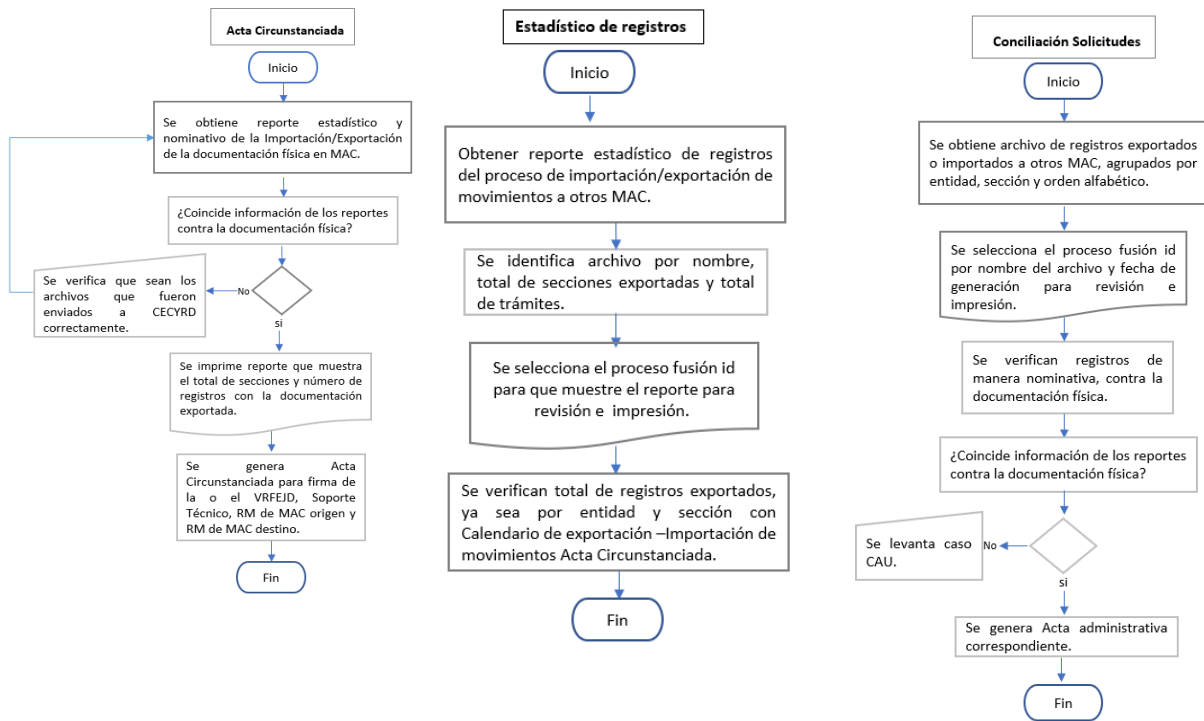 Acta Circunstanciada
Inicio
Se obtiene reporte estadístico y
nominativo de la Importación/Exportación
de la documentación física en MAC.
¿Coincide información de los reportes
contra la documentación física?
Se verifica que sean los
archivos que fueron
enviados a CECYRD
correctamente.
No
si
Se imprime reporte que muestra
el total de secciones y número de
registros con la documentación
exportada.
Se genera Acta
Circunstanciada para firma de
la o el VRFEJD, Soporte
Técnico, RM de MAC origen y
RM de MAC destino.
Fin
Estadístico de registros
Inicio
Obtener reporte estadístico de registros
del proceso de importación/exportación de
movimientos a otros MAC.
Se identifica archivo por nombre,
total de secciones exportadas y total
de trámites.
Se selecciona el proceso fusión id
para que muestre el reporte para
revisión e impresión.
Se verifican total de registros exportados,
ya sea por entidad y sección con
Calendario de exportación –Importación de
movimientos Acta Circunstanciada.
Fin
Conciliación Solicitudes
Inicio
Se obtiene archivo de registros exportados
o importados a otros MAC, agrupados por
entidad, sección y orden alfabético.
Se selecciona el proceso fusión id
por nombre del archivo y fecha de
generación para revisión e
impresión.
Se verifican registros de
manera nominativa, contra la
documentación física.
¿Coincide información de los reportes
contra la documentación física?
Se levanta caso
CAU.
No
si
Se genera Acta administrativa
correspondiente.
Fin